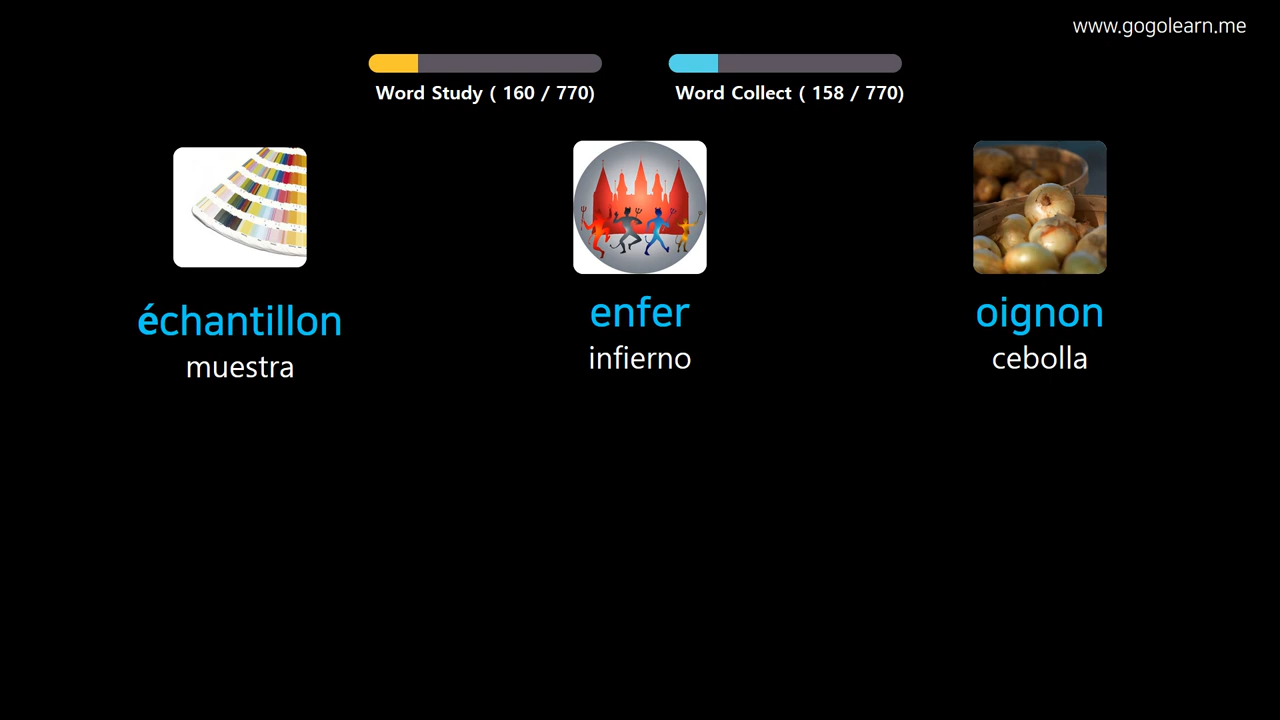 www.gogolearn.me
Word Study ( 160 / 770)
Word Collect ( 158 / 770)
échantillon
muestra
enfer
infierno
oignon
cebolla